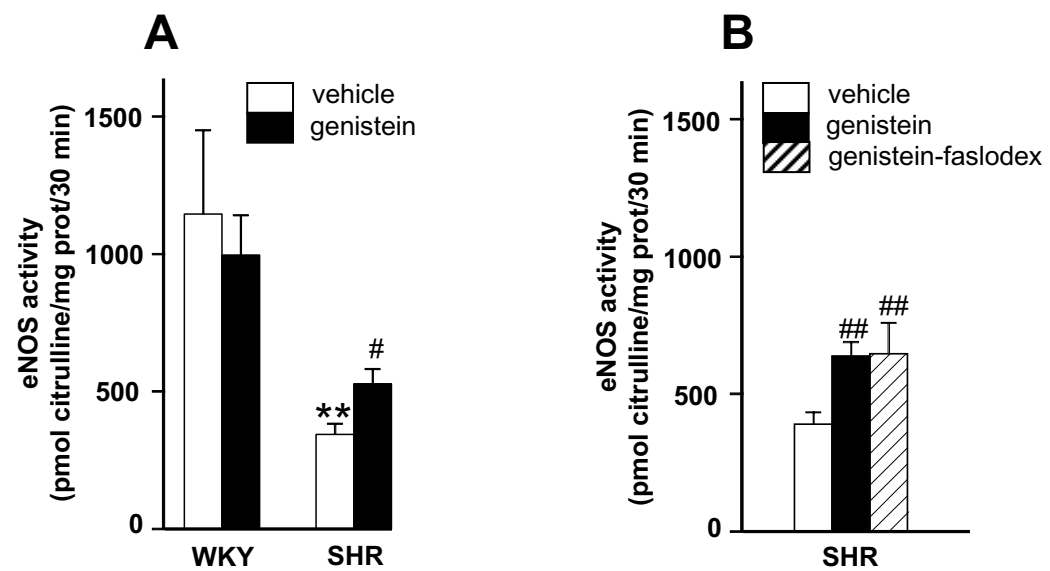 A
eNOS activity
(pmol citrulline/mg prot/30 min)
1500
1000
500
0
vehicle
genistein
**
#
WKY
SHR
B
eNOS activity
(pmol citrulline/mg prot/30 min)
1500
1000
500
0
vehicle
genistein
genistein-faslodex
##
##
SHR